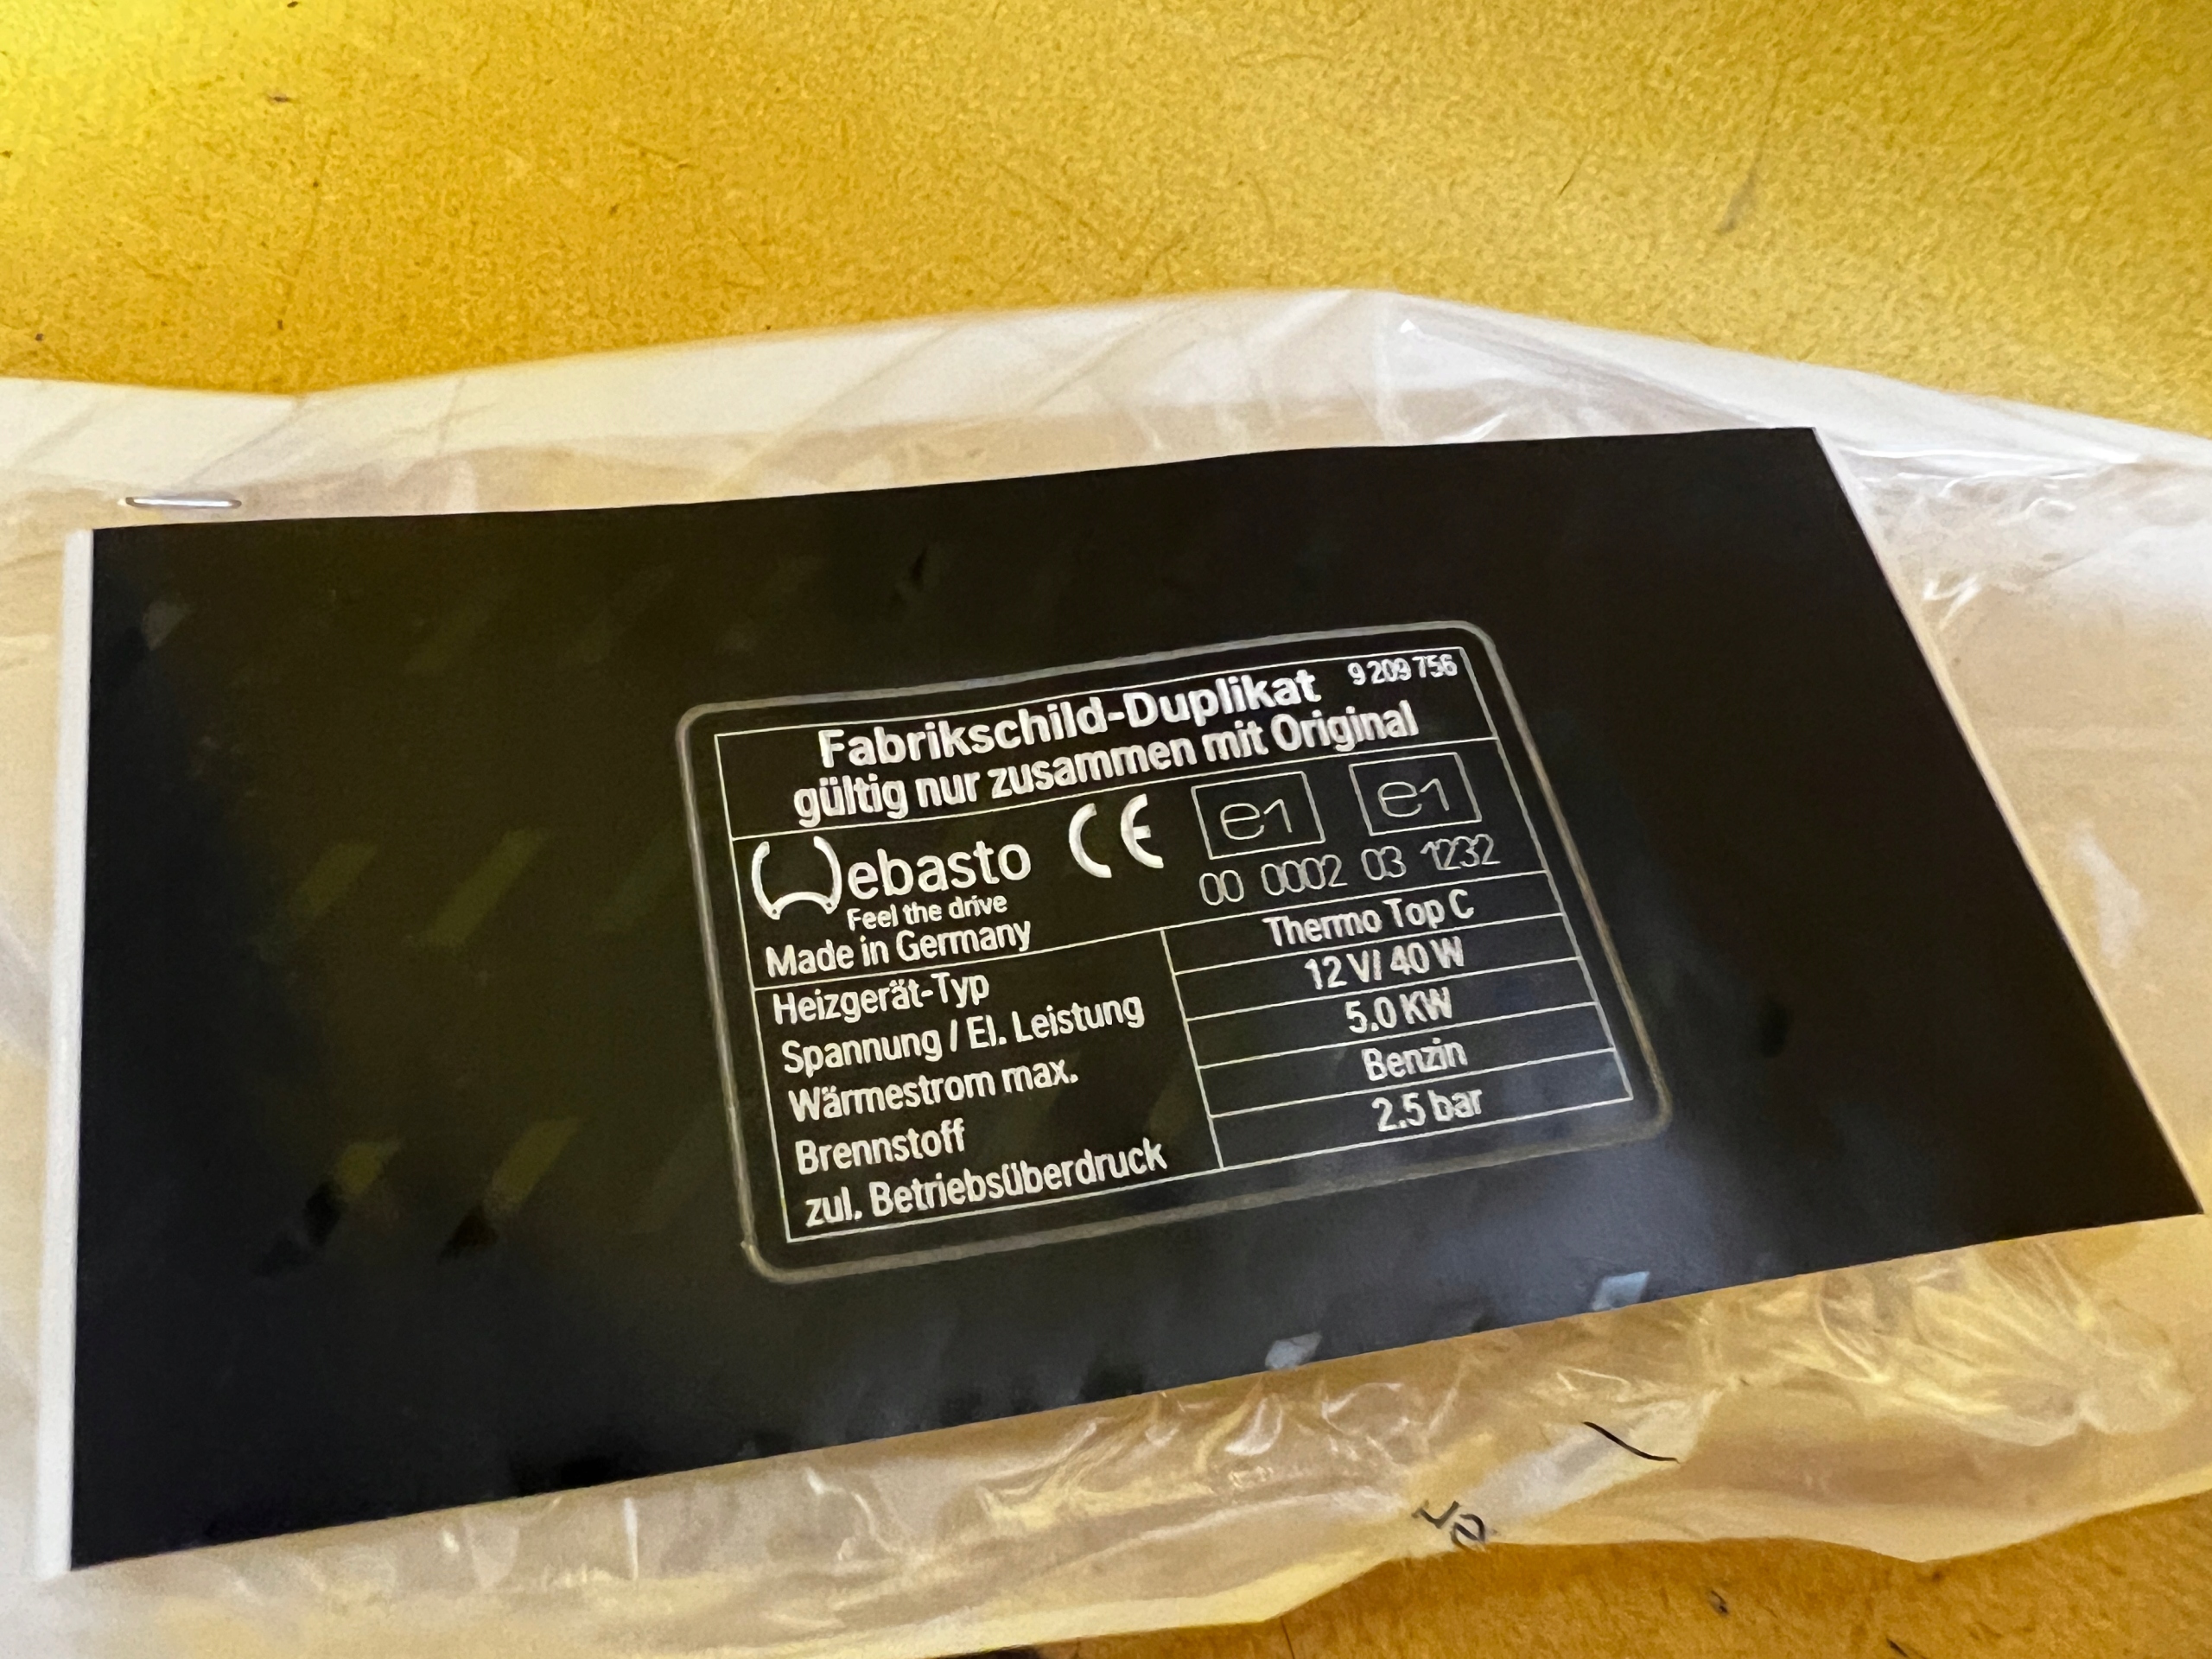 Fabrikschild-Duplikat 9 209 756
gültig nur zusammen mit Original
Webasto CE e1 e1
Feel the drive 00 0002 03 1232
Made in Germany
Heizgerät-Typ Thermo Top C
Spannung / El. Leistung 12 V/ 40 W
Wärmestrom max. 5.0 KW
Brennstoff Benzin
zul. Betriebsüberdruck 2.5 bar